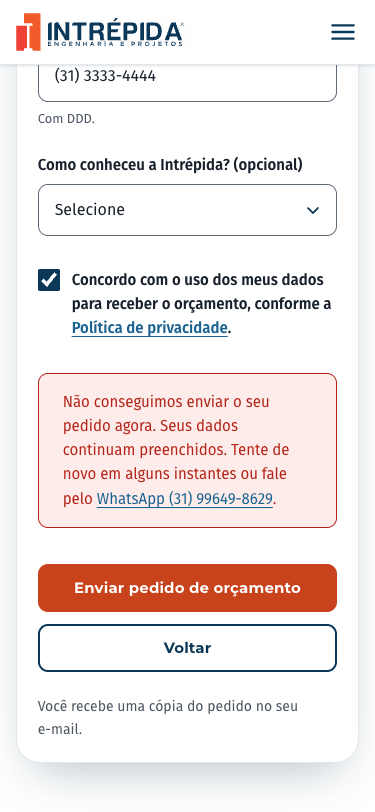 INTRÉPIDA
ENGENHARIA E PROJETOS
(31) 3333-4444
Com DDD.
Como conheceu a Intrépida? (opcional)
Selecione
Concordo com o uso dos meus dados
para receber o orçamento, conforme a
Política de privacidade.
Não conseguimos enviar o seu
pedido agora. Seus dados
continuam preenchidos. Tente de
novo em alguns instantes ou fale
pelo WhatsApp (31) 99649-8629.
Enviar pedido de orçamento
Voltar
Você recebe uma cópia do pedido no seu
e-mail.